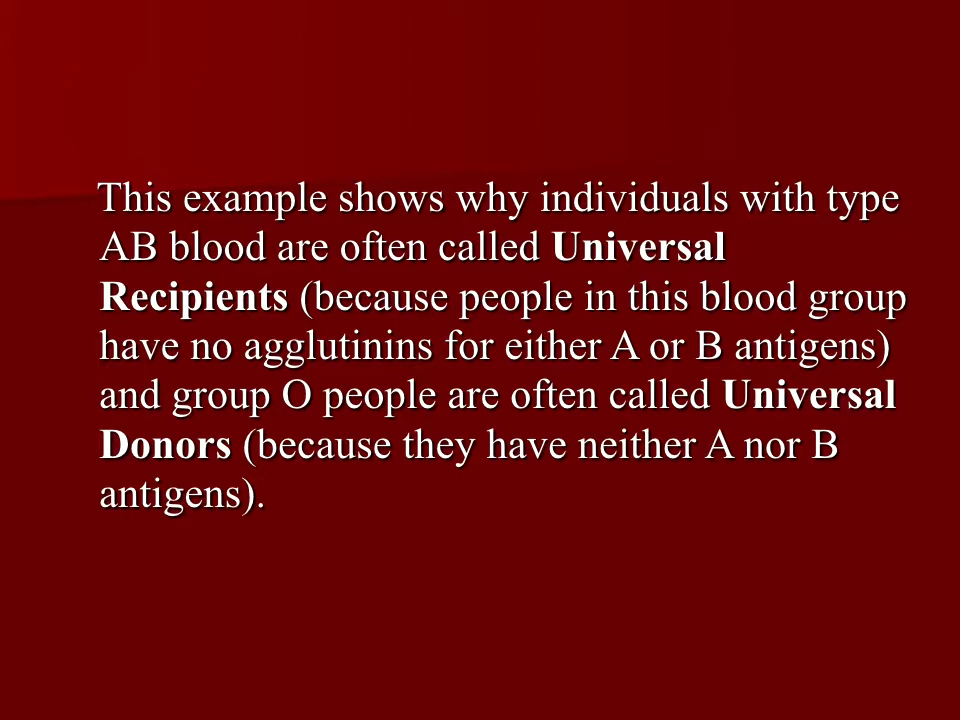 This example shows why individuals with type
AB blood are often called Universal
Recipients (because people in this blood group
have no agglutinins for either A or B antigens)
and group O people are often called Universal
Donors (because they have neither A nor B
antigens).